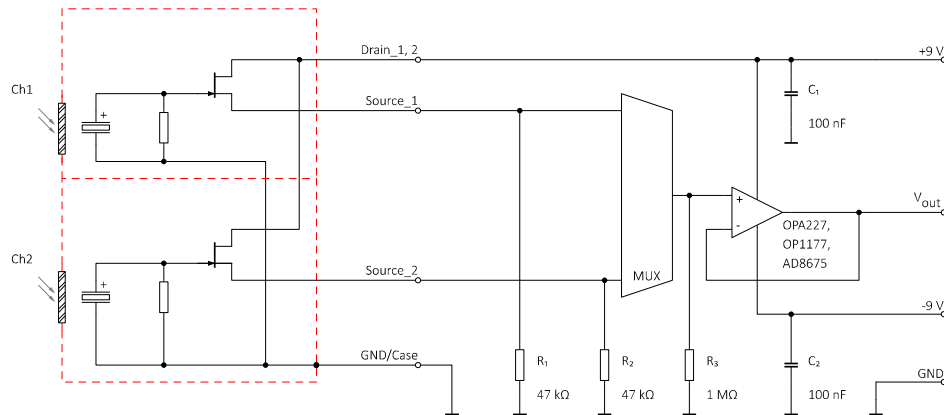 Drain_1, 2
+9 V
Ch1
+
Source_1
C₁
100 nF
+
-
V_out
OPA227,
OP1177,
AD8675
Ch2
+
Source_2
MUX
-9 V
GND/Case
R₁
47 kΩ
R₂
47 kΩ
R₃
1 MΩ
C₂
100 nF
GND